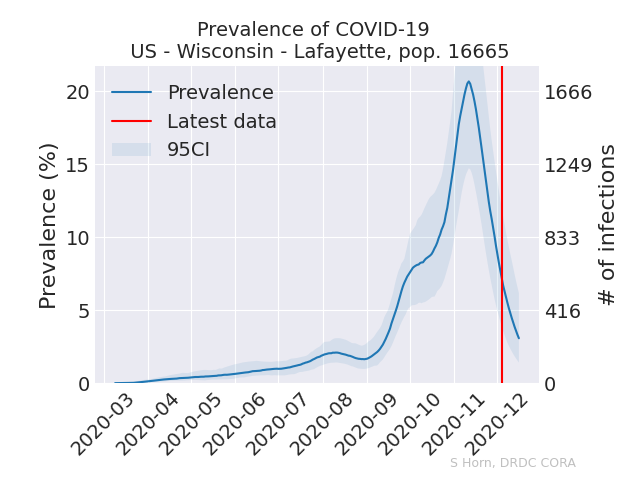 Prevalence of COVID-19
US - Wisconsin - Lafayette, pop. 16665
Prevalence
Latest data
95CI
Prevalence (%)
20
15
10
5
0
1666
1249
833
416
0
# of infections
2020-03
2020-04
2020-05
2020-06
2020-07
2020-08
2020-09
2020-10
2020-11
2020-12
S Horn, DRDC CORA